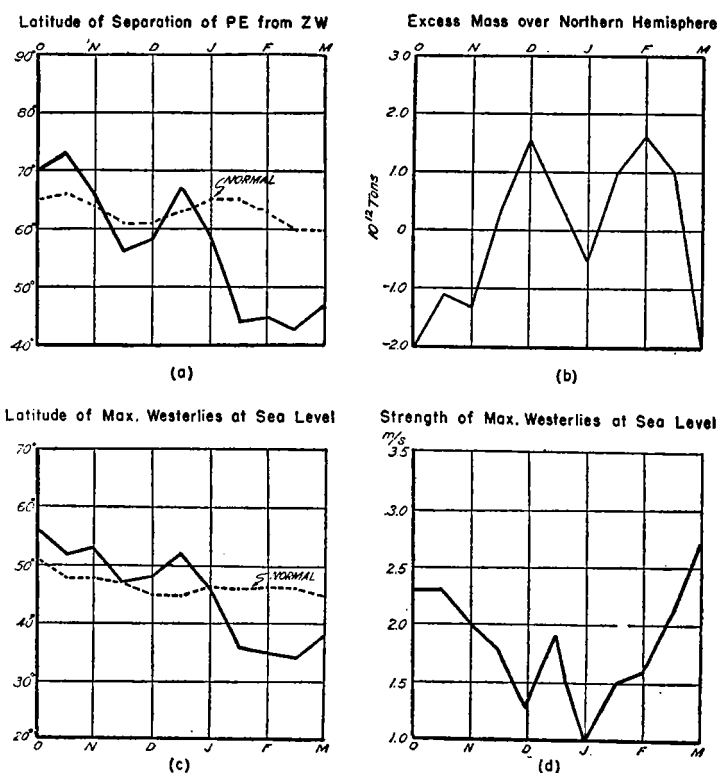 Latitude of Separation of PE from ZW
O N D J F M
90°
80°
70°
60°
50°
40°
NORMAL
(a)
Excess Mass over Northern Hemisphere
O N D J F M
3.0
2.0
1.0
0
-1.0
-2.0
10¹² Tons
(b)
Latitude of Max. Westerlies at Sea Level
70°
60°
50°
40°
30°
20°
NORMAL
O N D J F M
(c)
Strength of Max. Westerlies at Sea Level
m/s
3.5
3.0
2.5
2.0
1.5
1.0
O N D J F M
(d)